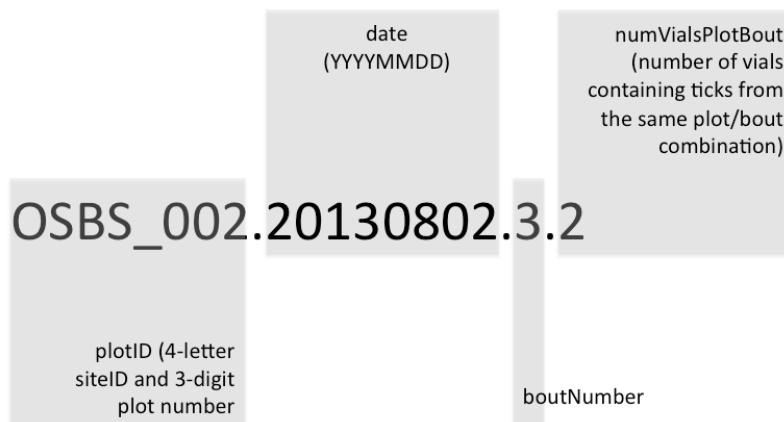 date
(YYYYMMDD)
numVialsPlotBout
(number of vials
containing ticks from
the same plot/bout
combination)
OSBS_002.20130802.3.2
plotID (4-letter
siteID and 3-digit
plot number
boutNumber